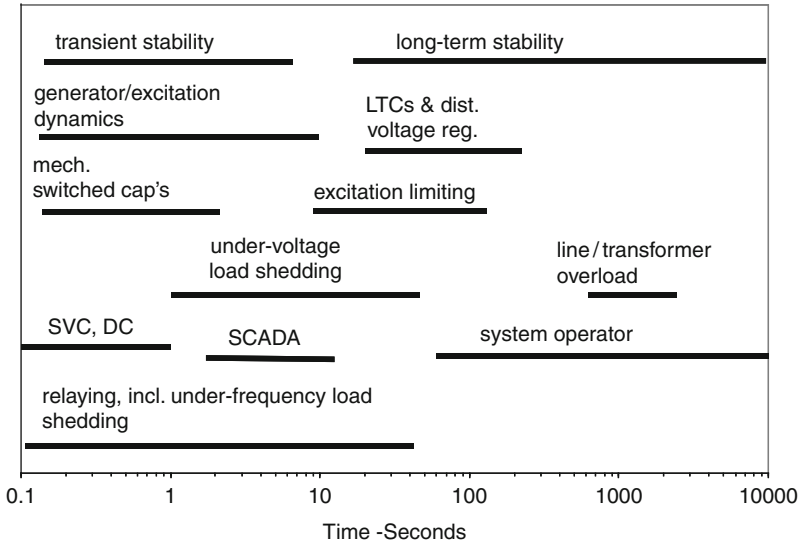 transient stability
long-term stability
generator/excitation
dynamics
LTCs & dist.
voltage reg.
mech.
switched cap's
excitation limiting
under-voltage
load shedding
line/transformer
overload
SVC, DC
SCADA
system operator
relaying, incl. under-frequency load
shedding
0.1 1 10 100 1000 10000
Time -Seconds